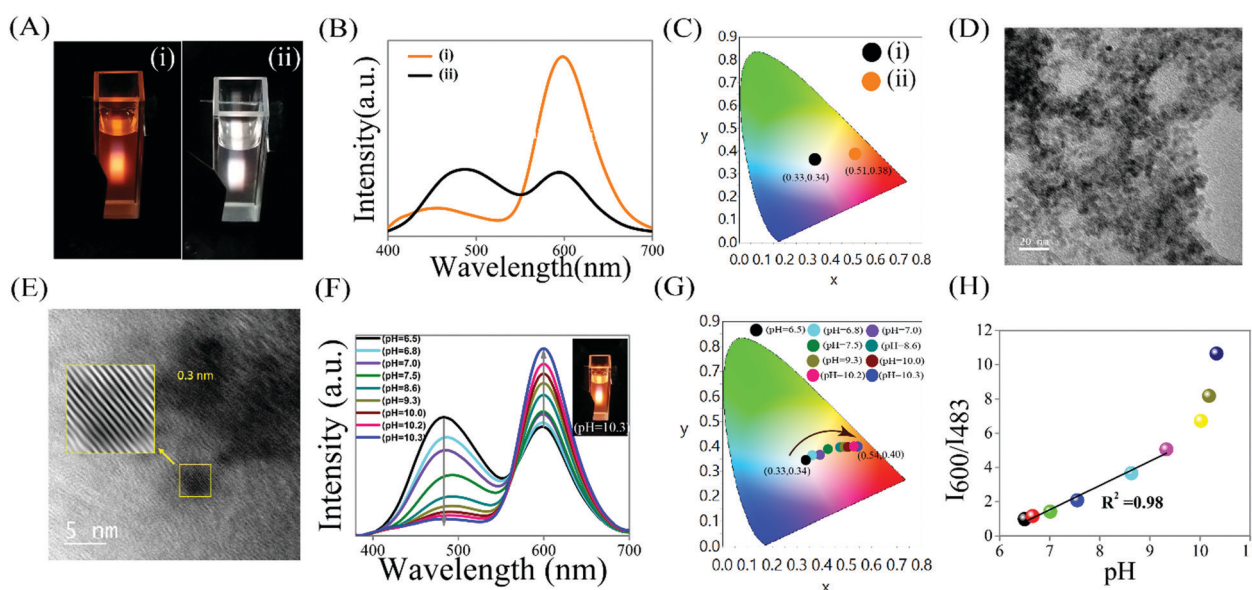 (A)
(i)
(ii)
(B)
Intensity(a.u.)
(i)
(ii)
400
500
600
700
Wavelength(nm)
(C)
0.9
0.8
0.7
0.6
0.5
0.4
0.3
0.2
0.1
0.0
y
(i)
(ii)
(0.33,0.34)
(0.51,0.38)
0.0 0.1 0.2 0.3 0.4 0.5 0.6 0.7 0.8
x
(D)
20 nm
(E)
0.3 nm
5 nm
(F)
Intensity (a.u.)
(pH=6.5)
(pH=6.8)
(pH=7.0)
(pH=7.5)
(pH=8.6)
(pH=9.3)
(pH=10.0)
(pH=10.2)
(pH=10.3)
(pH=10.3)
400
500
600
700
Wavelength (nm)
(G)
0.9
0.8
0.7
0.6
0.5
0.4
0.3
0.2
0.1
0.0
y
(pH=6.5)
(pH-6.8)
(pH-7.0)
(pH=7.5)
(pH=8.6)
(pH=9.3)
(pH=10.0)
(pH-10.2)
(pH-10.3)
(0.33,0.34)
(0.54,0.40)
0.0 0.1 0.2 0.3 0.4 0.5 0.6 0.7 0.8
x
(H)
I600/I483
12
10
8
6
4
2
0
R2 =0.98
6
7
8
9
10
1
pH